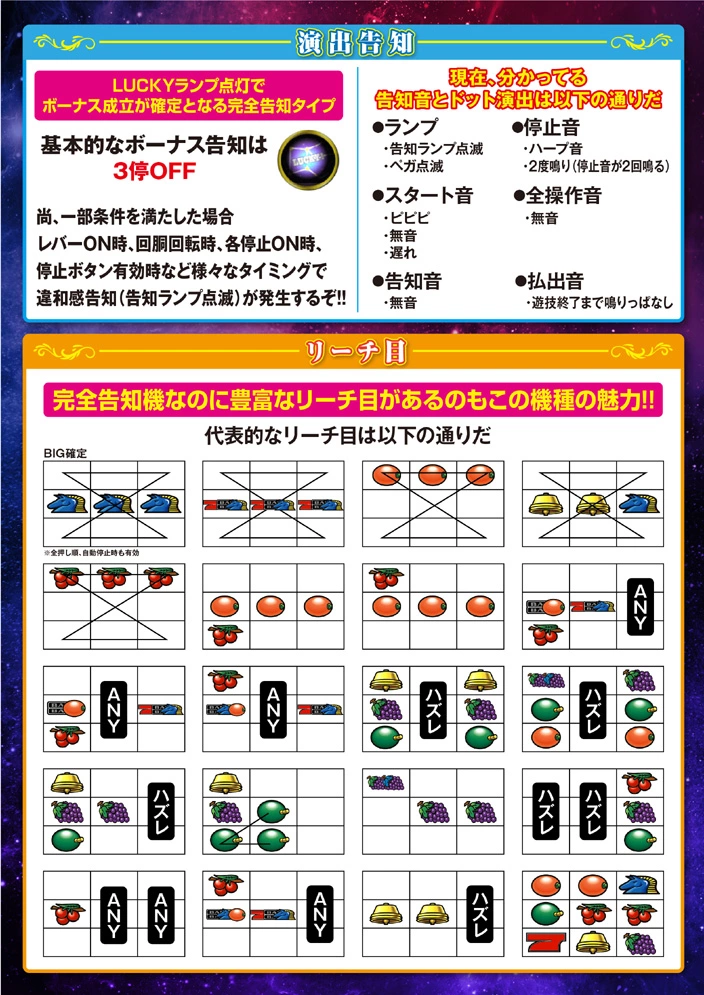 演出告知
LUCKYランプ点灯で
ボーナス成立が確定となる完全告知タイプ
基本的なボーナス告知は
3停OFF
LUCKY
尚、一部条件を満たした場合
レバーON時、回胴回転時、各停止ON時、
停止ボタン有効時など様々なタイミングで
違和感告知（告知ランプ点滅）が発生するぞ!!
現在、分かってる
告知音とドット演出は以下の通りだ
●ランプ
・告知ランプ点滅
・ペガ点滅
●停止音
・ハープ音
・2度鳴り（停止音が2回鳴る）
●スタート音
・ピピピ
・無音
・遅れ
●全操作音
・無音
●告知音
・無音
●払出音
・遊技終了まで鳴りっぱなし
リーチ目
完全告知機なのに豊富なリーチ目があるのもこの機種の魅力!!
代表的なリーチ目は以下の通りだ
BIG確定
※全押し順、自動停止時も有効
ANY
ANY
ANY
ハズレ
ハズレ
ハズレ
ハズレ
ハズレ
ANY
ANY
ANY
ハズレ